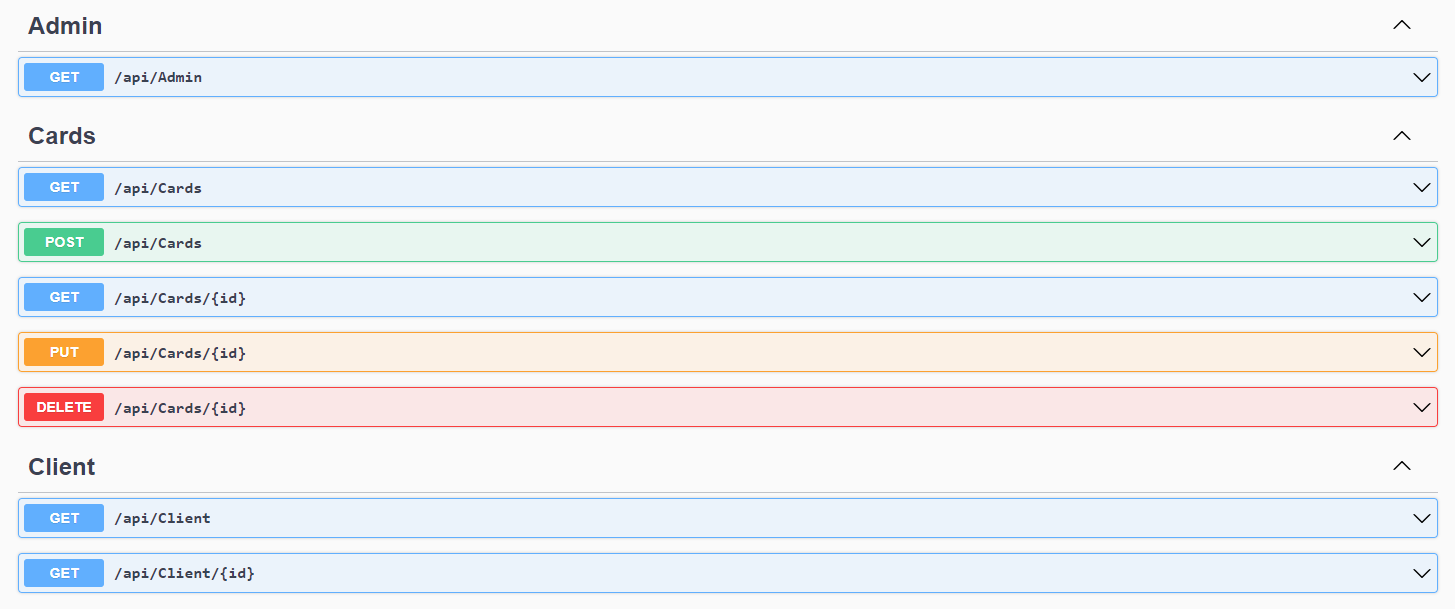 Admin
GET /api/Admin
Cards
GET /api/Cards
POST /api/Cards
GET /api/Cards/{id}
PUT /api/Cards/{id}
DELETE /api/Cards/{id}
Client
GET /api/Client
GET /api/Client/{id}